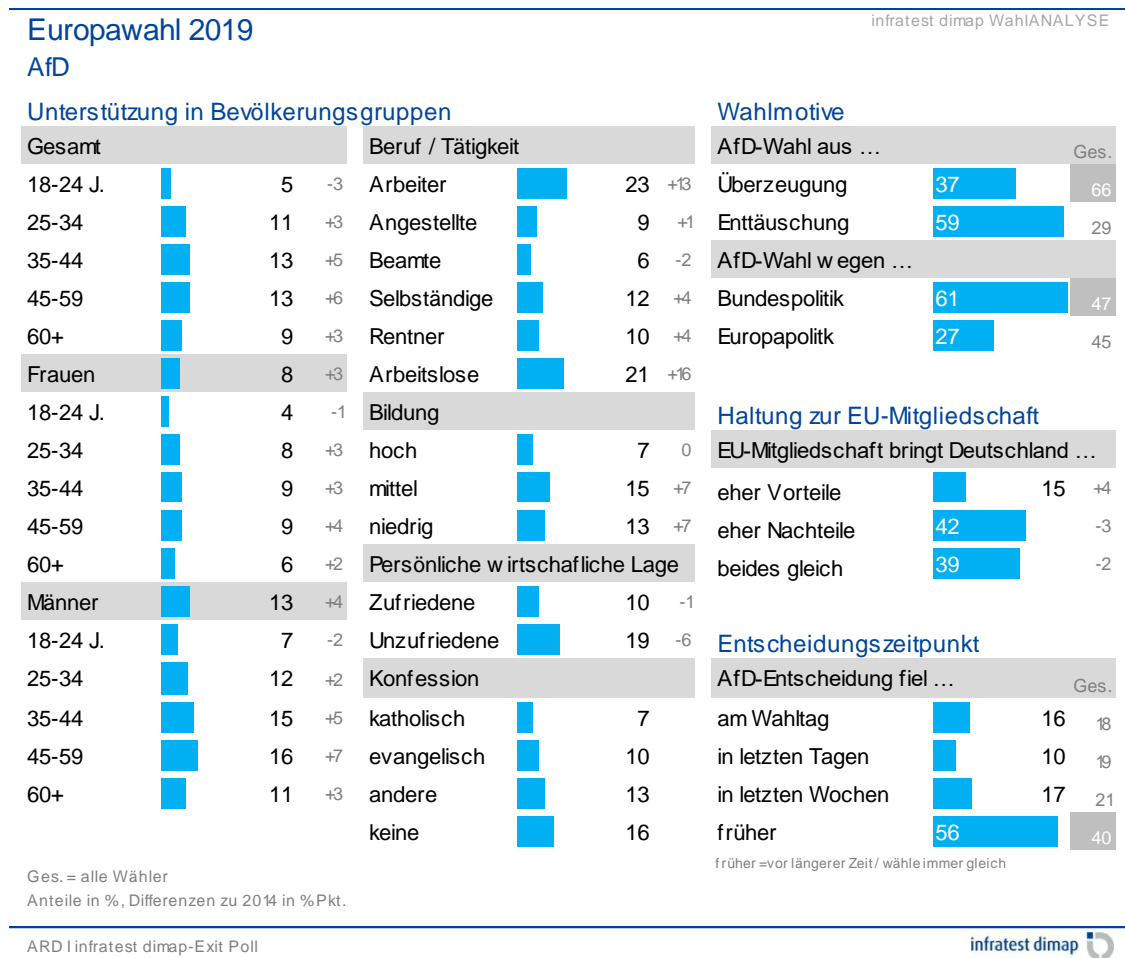 infratest dimap WahlANALYSE
Europawahl 2019
AfD
Unterstützung in Bevölkerungsgruppen
Gesamt
18-24 J. 5 -3
25-34 11 +3
35-44 13 +5
45-59 13 +6
60+ 9 +3
Frauen 8 +3
18-24 J. 4 -1
25-34 8 +3
35-44 9 +3
45-59 9 +4
60+ 6 +2
Männer 13 +4
18-24 J. 7 -2
25-34 12 +2
35-44 15 +5
45-59 16 +7
60+ 11 +3
Beruf / Tätigkeit
Arbeiter 23 +13
Angestellte 9 +1
Beamte 6 -2
Selbständige 12 +4
Rentner 10 +4
Arbeitslose 21 +16
Bildung
hoch 7 0
mittel 15 +7
niedrig 13 +7
Persönliche wirtschafliche Lage
Zufriedene 10 -1
Unzufriedene 19 -6
Konfession
katholisch 7
evangelisch 10
andere 13
keine 16
Wahlmotive
AfD-Wahl aus … Ges.
Überzeugung 37 66
Enttäuschung 59 29
AfD-Wahl wegen …
Bundespolitik 61 47
Europapolitk 27 45
Haltung zur EU-Mitgliedschaft
EU-Mitgliedschaft bringt Deutschland …
eher Vorteile 15 +4
eher Nachteile 42 -3
beides gleich 39 -2
Entscheidungszeitpunkt
AfD-Entscheidung fiel … Ges.
am Wahltag 16 18
in letzten Tagen 10 19
in letzten Wochen 17 21
früher 56 40
früher =vor längerer Zeit / wähle immer gleich
Ges. = alle Wähler
Anteile in %, Differenzen zu 2014 in %Pkt.
ARD I infratest dimap-Exit Poll
infratest dimap